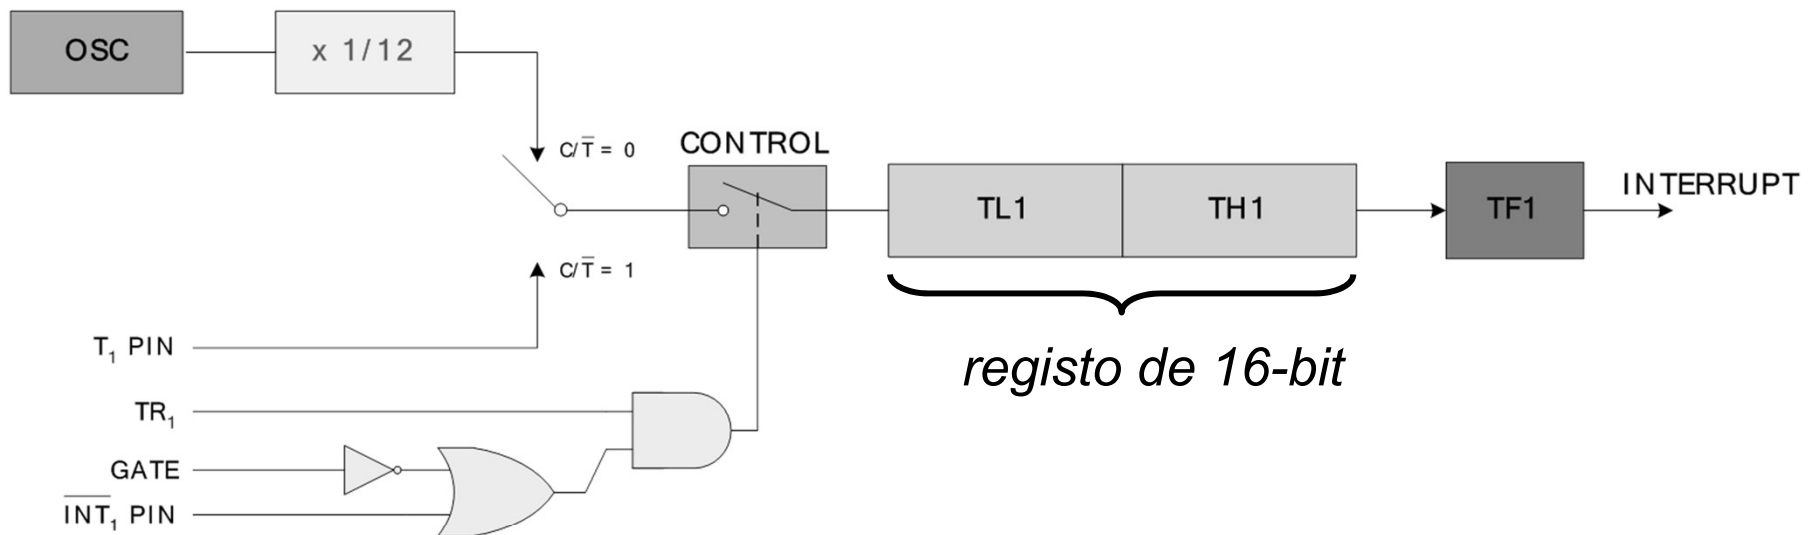 OSC
x 1/12
C/T̅ = 0
CONTROL
TL1
TH1
TF1
INTERRUPT
C/T̅ = 1
registo de 16-bit
T₁ PIN
TR₁
GATE
I̅N̅T̅₁ PIN